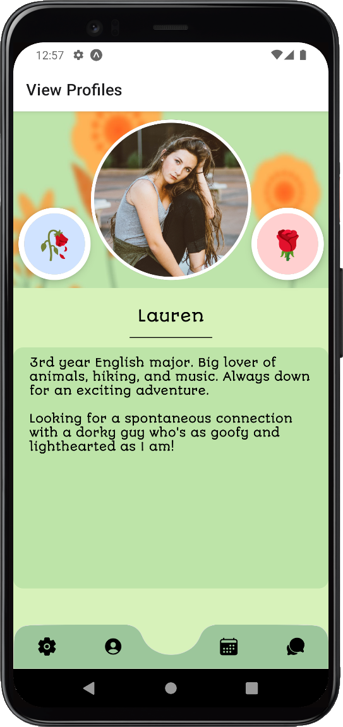 12:57
View Profiles
Lauren
3rd year English major. Big lover of
animals, hiking, and music. Always down
for an exciting adventure.
Looking for a spontaneous connection
with a dorky guy who's as goofy and
lighthearted as I am!